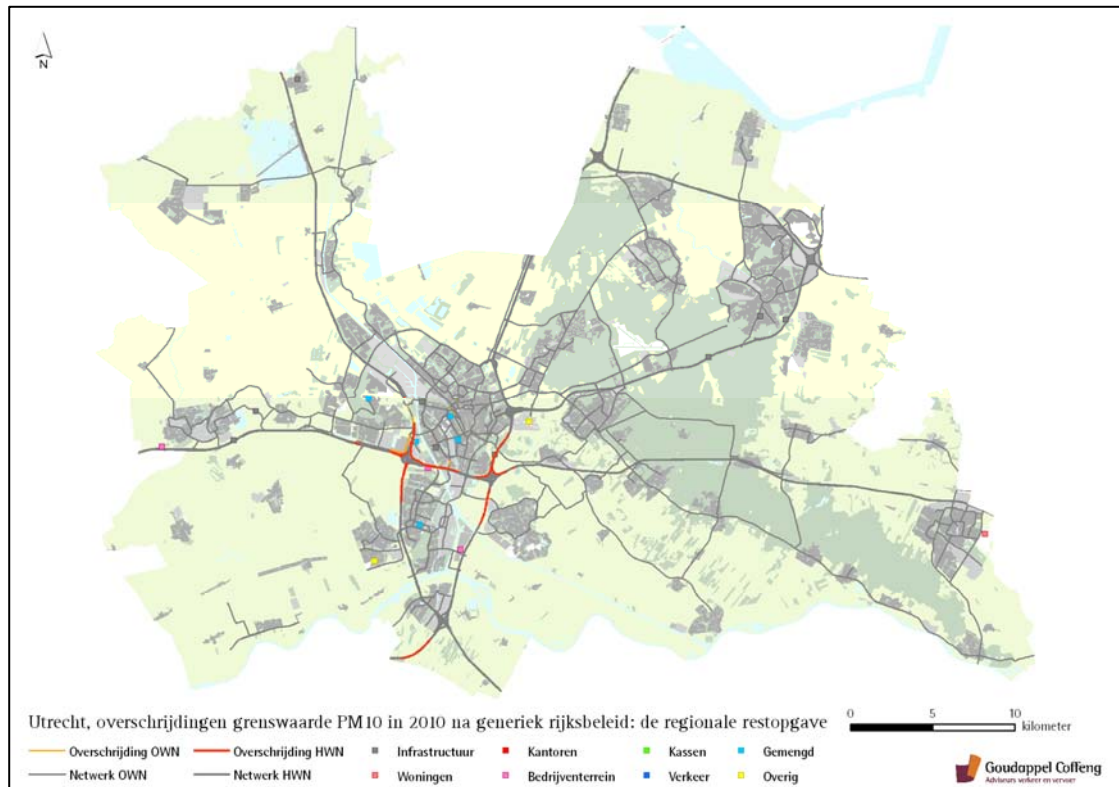 N
Utrecht, overschrijdingen grenswaarde PM10 in 2010 na generiek rijksbeleid: de regionale restopgave
0 5 10
kilometer
Overschrijding OWN Overschrijding HWN Infrastructuur Kantoren Kassen Gemengd
Netwerk OWN Netwerk HWN Woningen Bedrijventerrein Verkeer Overig
Goudappel Coffeng
Adviseurs verkeer en vervoer